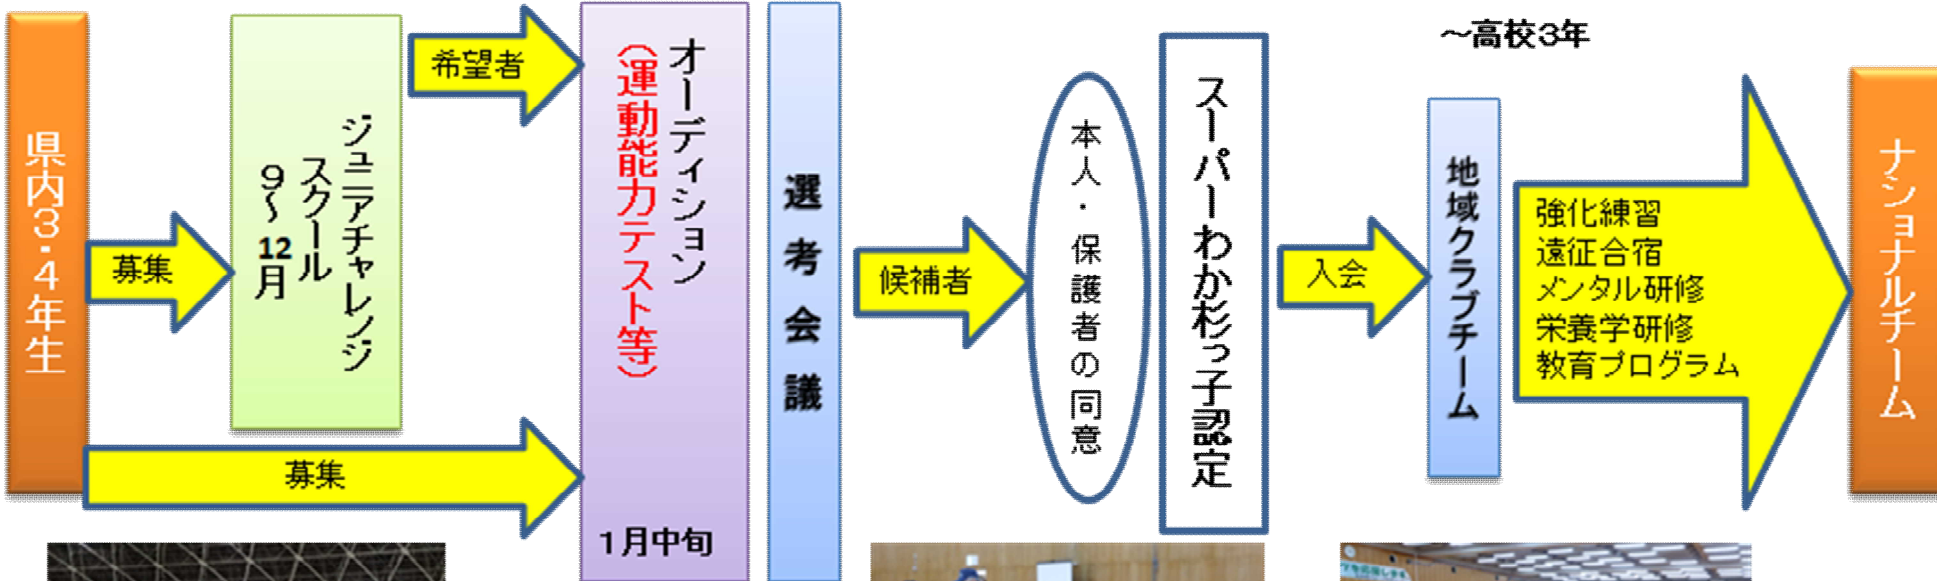 県内3・4年生
募集
募集
ジュニアチャレンジ
スクール
9~12月
希望者
オーディション
(運動能力テスト等)
1月中旬
選考会議
候補者
本人・保護者の同意
スーパーわか杉っ子認定
入会
~高校3年
地域クラブチーム
強化練習
遠征合宿
メンタル研修
栄養学研修
教育プログラム
ナショナルチーム